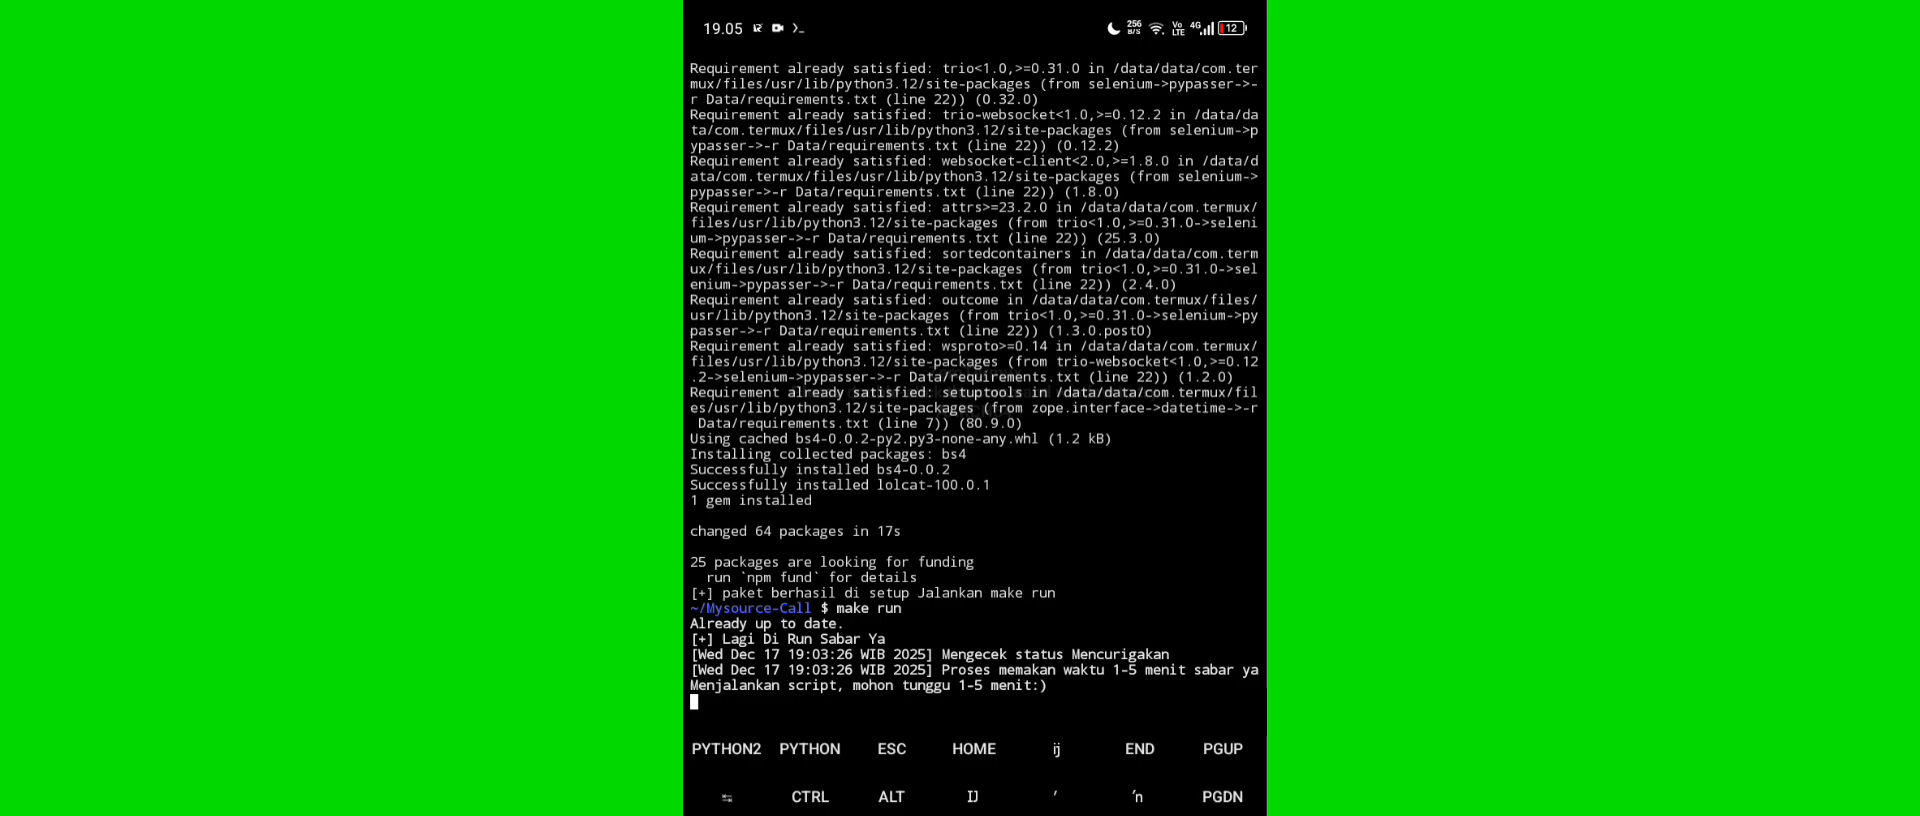 19.05
256 B/S Vo LTE 4G 12
Requirement already satisfied: trio<1.0,>=0.31.0 in /data/data/com.ter
mux/files/usr/lib/python3.12/site-packages (from selenium->pypasser->-
r Data/requirements.txt (line 22)) (0.32.0)
Requirement already satisfied: trio-websocket<1.0,>=0.12.2 in /data/da
ta/com.termux/files/usr/lib/python3.12/site-packages (from selenium->p
ypasser->-r Data/requirements.txt (line 22)) (0.12.2)
Requirement already satisfied: websocket-client<2.0,>=1.8.0 in /data/d
ata/com.termux/files/usr/lib/python3.12/site-packages (from selenium->
pypasser->-r Data/requirements.txt (line 22)) (1.8.0)
Requirement already satisfied: attrs>=23.2.0 in /data/data/com.termux/
files/usr/lib/python3.12/site-packages (from trio<1.0,>=0.31.0->seleni
um->pypasser->-r Data/requirements.txt (line 22)) (25.3.0)
Requirement already satisfied: sortedcontainers in /data/data/com.term
ux/files/usr/lib/python3.12/site-packages (from trio<1.0,>=0.31.0->sel
enium->pypasser->-r Data/requirements.txt (line 22)) (2.4.0)
Requirement already satisfied: outcome in /data/data/com.termux/files/
usr/lib/python3.12/site-packages (from trio<1.0,>=0.31.0->selenium->py
passer->-r Data/requirements.txt (line 22)) (1.3.0.post0)
Requirement already satisfied: wsproto>=0.14 in /data/data/com.termux/
files/usr/lib/python3.12/site-packages (from trio-websocket<1.0,>=0.12
.2->selenium->pypasser->-r Data/requirements.txt (line 22)) (1.2.0)
Requirement already satisfied: setuptools in /data/data/com.termux/fil
es/usr/lib/python3.12/site-packages (from zope.interface->datetime->-r
Data/requirements.txt (line 7)) (80.9.0)
Using cached bs4-0.0.2-py2.py3-none-any.whl (1.2 kB)
Installing collected packages: bs4
Successfully installed bs4-0.0.2
Successfully installed lolcat-100.0.1
1 gem installed
changed 64 packages in 17s
25 packages are looking for funding
run `npm fund` for details
[+] paket berhasil di setup Jalankan make run
~/Mysource-Call $ make run
Already up to date.
[+] Lagi Di Run Sabar Ya
[Wed Dec 17 19:03:26 WIB 2025] Mengecek status Mencurigakan
[Wed Dec 17 19:03:26 WIB 2025] Proses memakan waktu 1-5 menit sabar ya
Menjalankan script, mohon tunggu 1-5 menit:)
PYTHON2 PYTHON ESC HOME ĳ END PGUP
↹ CTRL ALT Ĳ ʼ ŉ PGDN